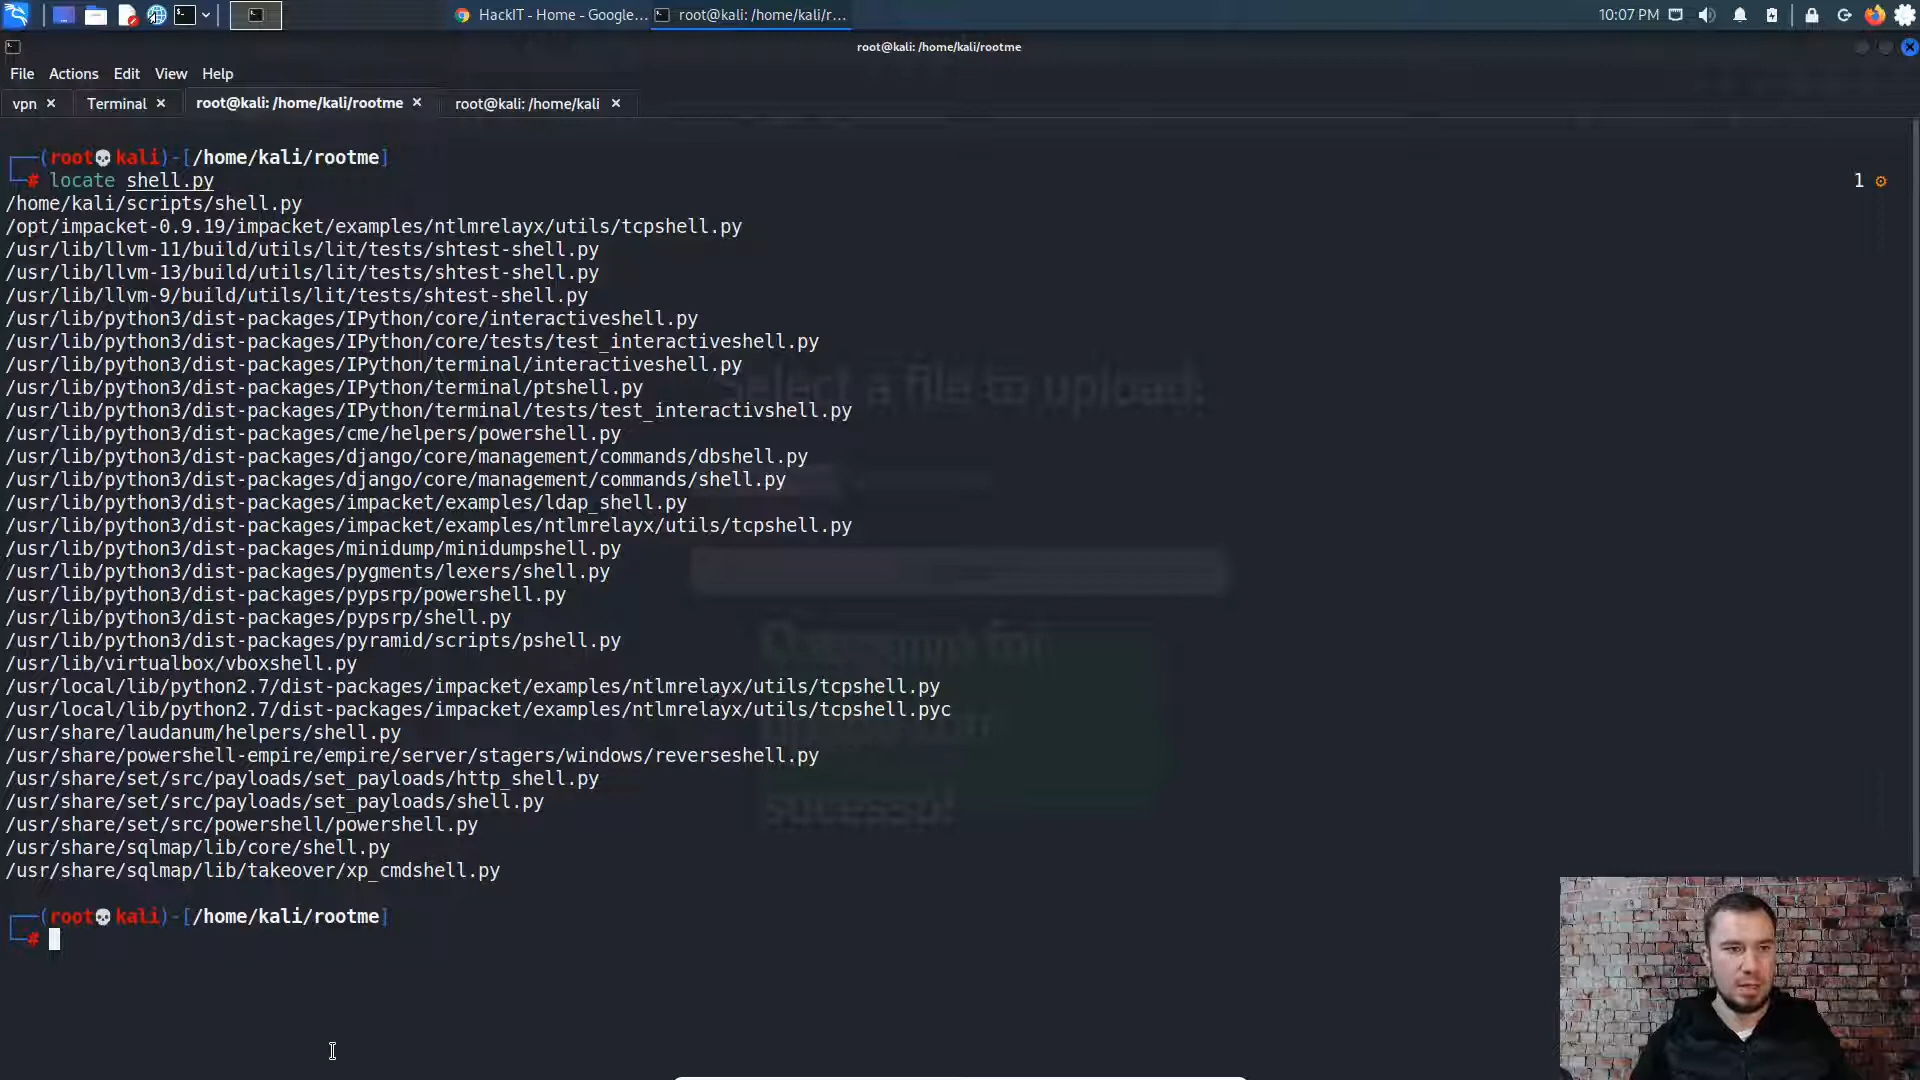 HackIT - Home - Google...
root@kali: /home/kali/r...
10:07 PM
root@kali: /home/kali/rootme
File Actions Edit View Help
vpn × Terminal × root@kali: /home/kali/rootme × root@kali: /home/kali ×
┌──(root💀kali)-[/home/kali/rootme]
└─# locate shell.py
1
/home/kali/scripts/shell.py
/opt/impacket-0.9.19/impacket/examples/ntlmrelayx/utils/tcpshell.py
/usr/lib/llvm-11/build/utils/lit/tests/shtest-shell.py
/usr/lib/llvm-13/build/utils/lit/tests/shtest-shell.py
/usr/lib/llvm-9/build/utils/lit/tests/shtest-shell.py
/usr/lib/python3/dist-packages/IPython/core/interactiveshell.py
/usr/lib/python3/dist-packages/IPython/core/tests/test_interactiveshell.py
/usr/lib/python3/dist-packages/IPython/terminal/interactiveshell.py
/usr/lib/python3/dist-packages/IPython/terminal/ptshell.py
/usr/lib/python3/dist-packages/IPython/terminal/tests/test_interactivshell.py
/usr/lib/python3/dist-packages/cme/helpers/powershell.py
/usr/lib/python3/dist-packages/django/core/management/commands/dbshell.py
/usr/lib/python3/dist-packages/django/core/management/commands/shell.py
/usr/lib/python3/dist-packages/impacket/examples/ldap_shell.py
/usr/lib/python3/dist-packages/impacket/examples/ntlmrelayx/utils/tcpshell.py
/usr/lib/python3/dist-packages/minidump/minidumpshell.py
/usr/lib/python3/dist-packages/pygments/lexers/shell.py
/usr/lib/python3/dist-packages/pypsrp/powershell.py
/usr/lib/python3/dist-packages/pypsrp/shell.py
/usr/lib/python3/dist-packages/pyramid/scripts/pshell.py
/usr/lib/virtualbox/vboxshell.py
/usr/local/lib/python2.7/dist-packages/impacket/examples/ntlmrelayx/utils/tcpshell.py
/usr/local/lib/python2.7/dist-packages/impacket/examples/ntlmrelayx/utils/tcpshell.pyc
/usr/share/laudanum/helpers/shell.py
/usr/share/powershell-empire/empire/server/stagers/windows/reverseshell.py
/usr/share/set/src/payloads/set_payloads/http_shell.py
/usr/share/set/src/payloads/set_payloads/shell.py
/usr/share/set/src/powershell/powershell.py
/usr/share/sqlmap/lib/core/shell.py
/usr/share/sqlmap/lib/takeover/xp_cmdshell.py
┌──(root💀kali)-[/home/kali/rootme]
└─#
Select a file to upload: